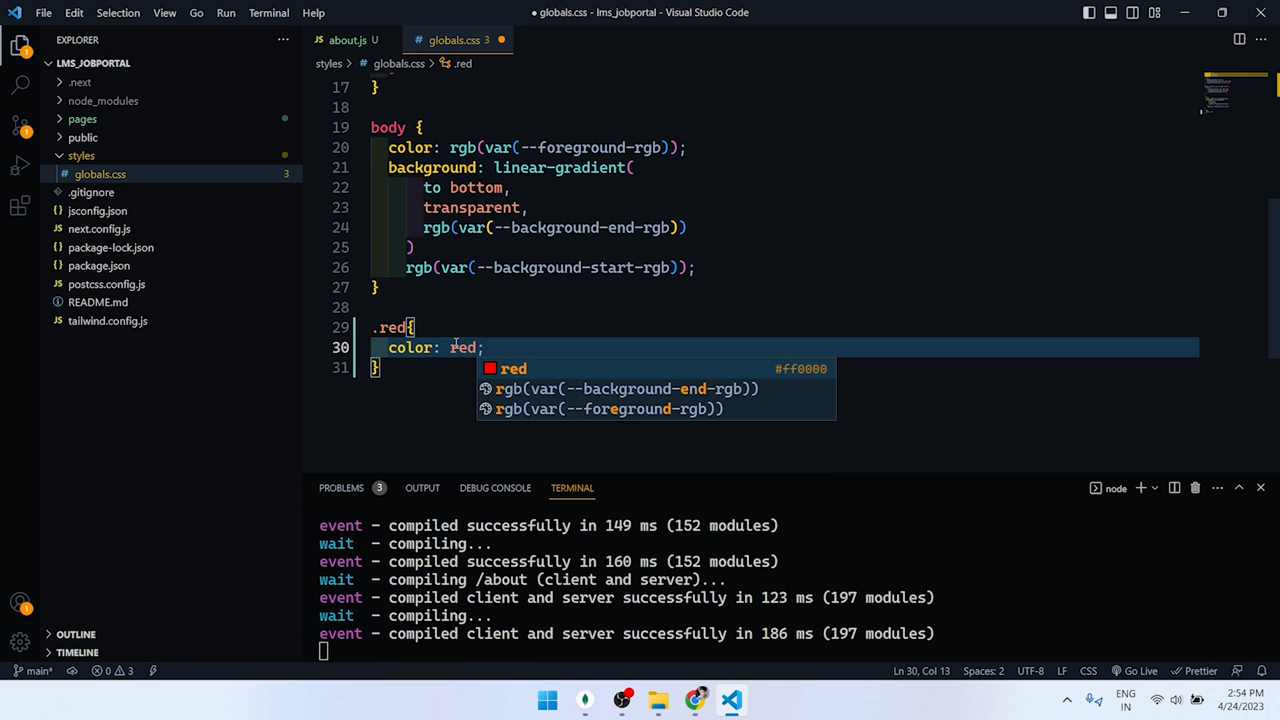 File Edit Selection View Go Run Terminal Help
● globals.css - lms_jobportal - Visual Studio Code
EXPLORER
LMS_JOBPORTAL
.next
node_modules
pages
public
styles
# globals.css 3
.gitignore
jsconfig.json
next.config.js
package-lock.json
package.json
postcss.config.js
README.md
tailwind.config.js
OUTLINE
TIMELINE
JS about.js U
# globals.css 3
styles > # globals.css > .red
17 }
18
19 body {
20 color: rgb(var(--foreground-rgb));
21 background: linear-gradient(
22 to bottom,
23 transparent,
24 rgb(var(--background-end-rgb))
25 )
26 rgb(var(--background-start-rgb));
27 }
28
29 .red{
30 color: red;
31 }
red #ff0000
rgb(var(--background-end-rgb))
rgb(var(--foreground-rgb))
PROBLEMS 3 OUTPUT DEBUG CONSOLE TERMINAL
node
event - compiled successfully in 149 ms (152 modules)
wait - compiling...
event - compiled successfully in 160 ms (152 modules)
wait - compiling /about (client and server)...
event - compiled client and server successfully in 123 ms (197 modules)
wait - compiling...
event - compiled client and server successfully in 186 ms (197 modules)
main* 0 3
Ln 30, Col 13 Spaces: 2 UTF-8 LF CSS Go Live Prettier
ENG
IN
2:54 PM
4/24/2023